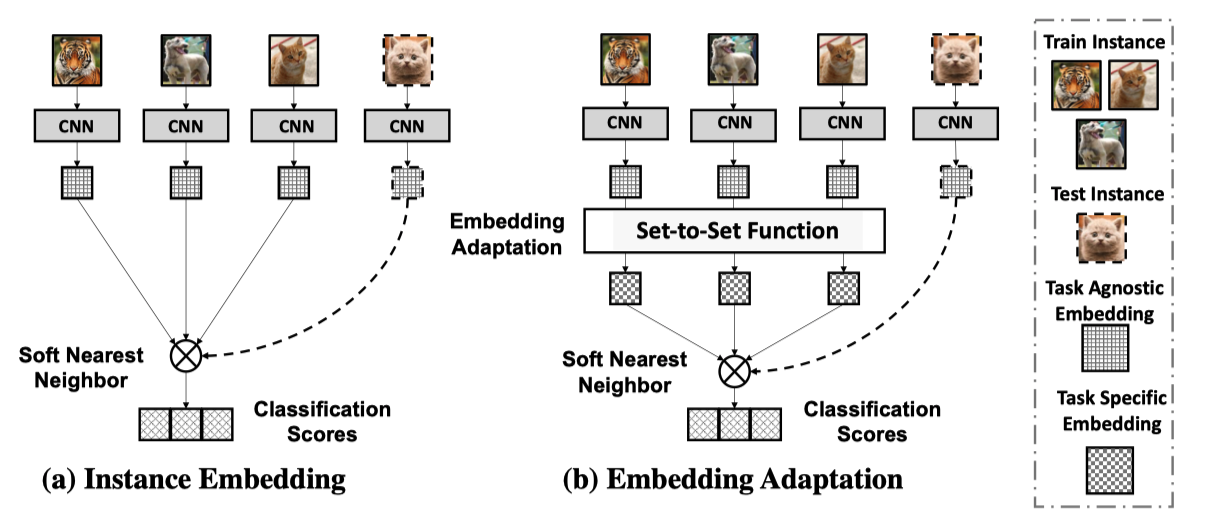 CNN
CNN
CNN
CNN
Soft Nearest
Neighbor
Classification
Scores
(a) Instance Embedding
CNN
CNN
CNN
CNN
Embedding
Adaptation
Set-to-Set Function
Soft Nearest
Neighbor
Classification
Scores
(b) Embedding Adaptation
Train Instance
Test Instance
Task Agnostic
Embedding
Task Specific
Embedding